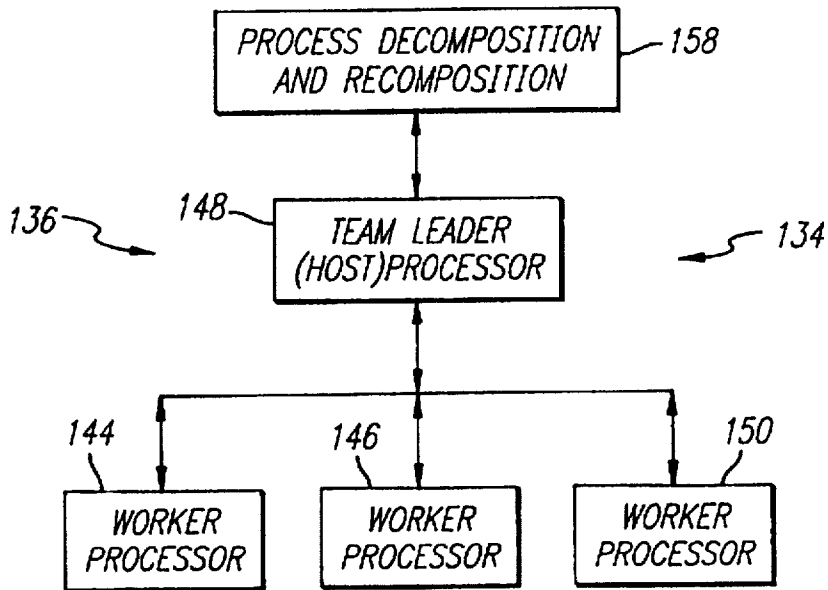 PROCESS DECOMPOSITION
AND RECOMPOSITION
158
148
TEAM LEADER
(HOST)PROCESSOR
136
134
144
WORKER
PROCESSOR
146
WORKER
PROCESSOR
150
WORKER
PROCESSOR